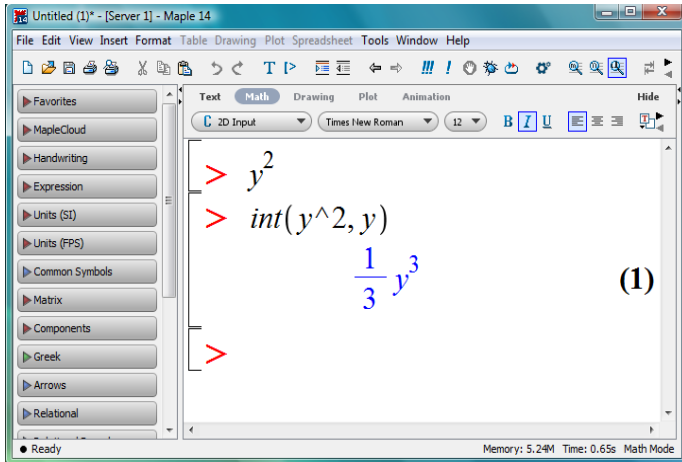 Untitled (1)* - [Server 1] - Maple 14
File Edit View Insert Format Table Drawing Plot Spreadsheet Tools Window Help
Text Math Drawing Plot Animation Hide
C 2D Input Times New Roman 12 B I U
Favorites
MapleCloud
Handwriting
Expression
Units (SI)
Units (FPS)
Common Symbols
Matrix
Components
Greek
Arrows
Relational
> y^2
> int(y^2, y)
1/3 y^3 (1)
>
Ready Memory: 5.24M Time: 0.65s Math Mode